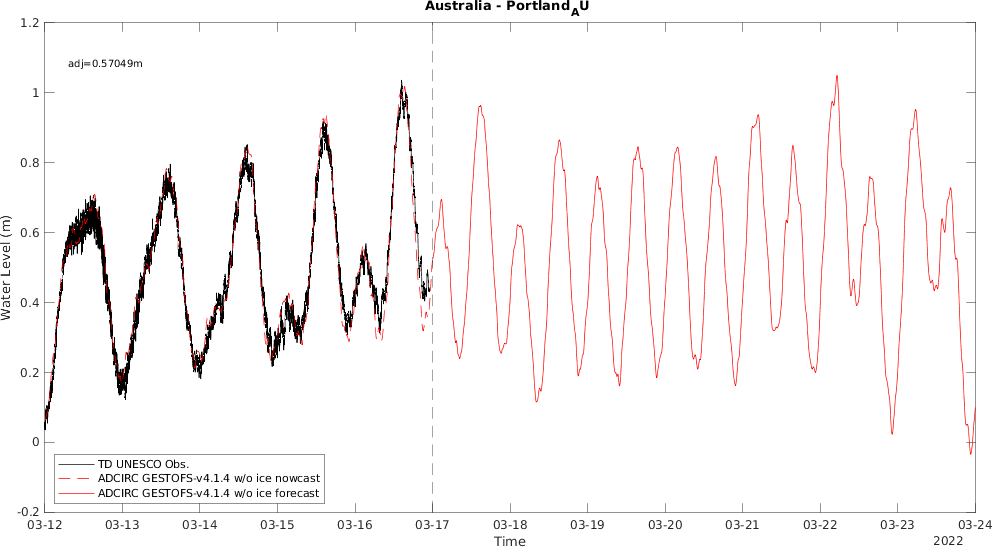 Australia - Portland_AU
adj=0.57049m
Water Level (m)
1.2
1
0.8
0.6
0.4
0.2
0
-0.2
TD UNESCO Obs.
ADCIRC GESTOFS-v4.1.4 w/o ice nowcast
ADCIRC GESTOFS-v4.1.4 w/o ice forecast
03-12 03-13 03-14 03-15 03-16 03-17 03-18 03-19 03-20 03-21 03-22 03-23 03-24
Time
2022